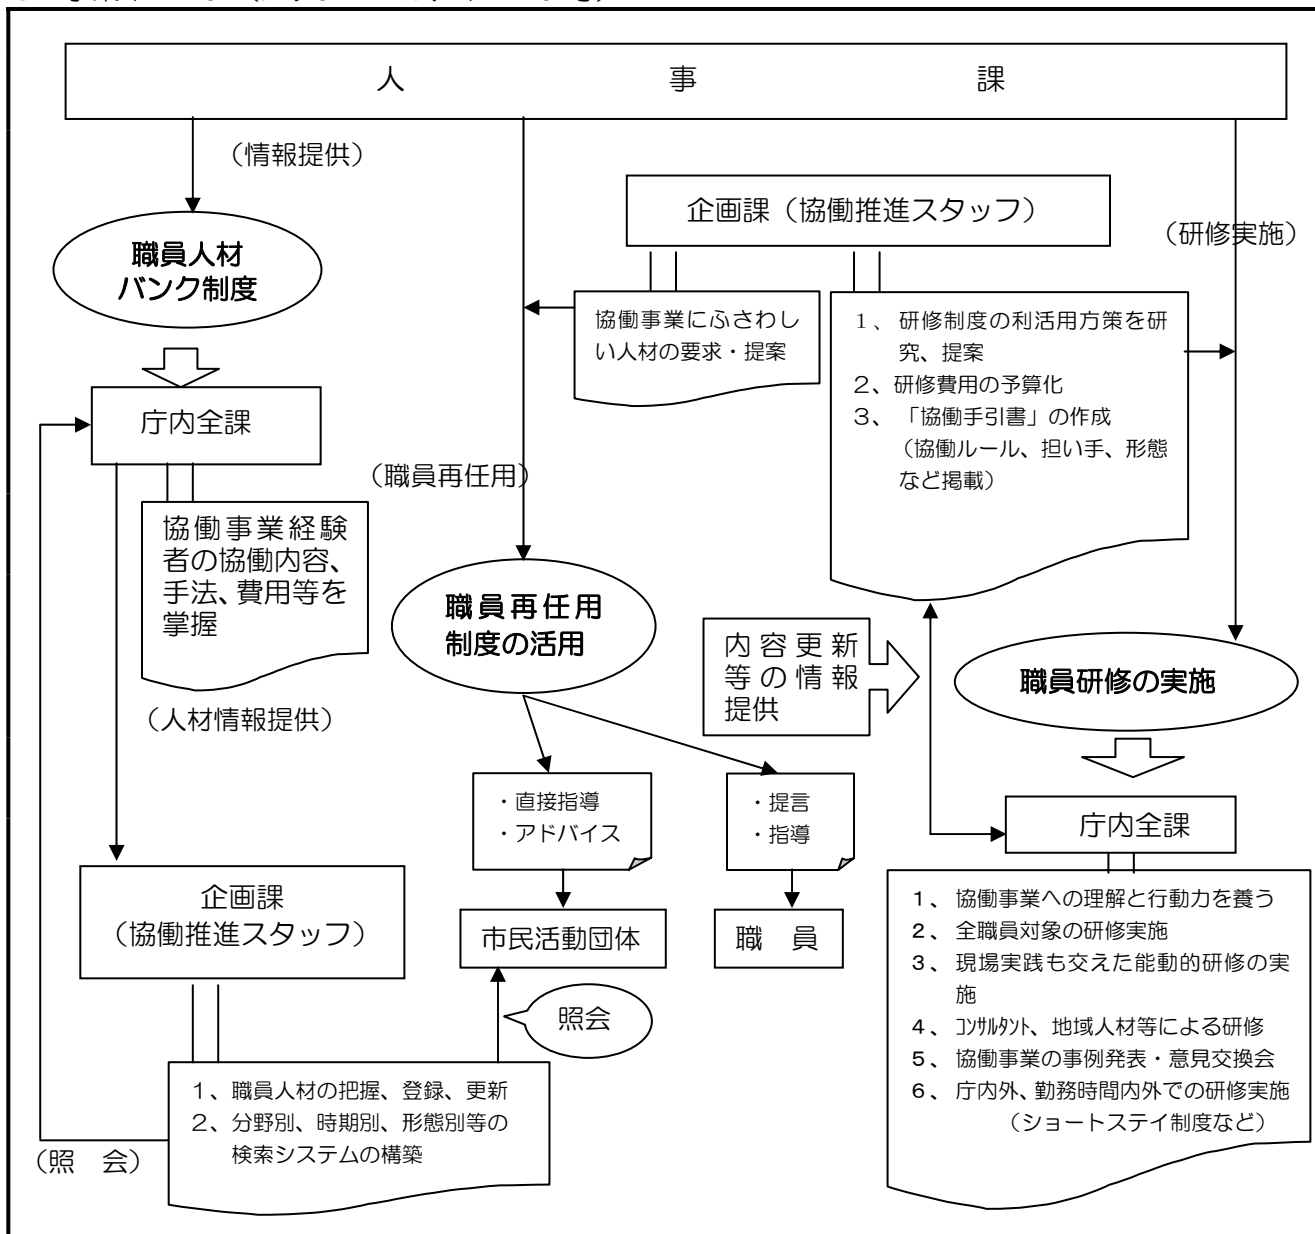 人　事　課
（情報提供）
企画課（協働推進スタッフ）
（研修実施）
職員人材
バンク制度
協働事業にふさわし
い人材の要求・提案
１、研修制度の利活用方策を研
究、提案
２、研修費用の予算化
３、「協働手引書」の作成
（協働ルール、担い手、形態
など掲載）
庁内全課
（職員再任用）
協働事業経験
者の協働内容、
手法、費用等を
掌握
職員再任用
制度の活用
内容更新
等の情報
提供
職員研修の実施
（人材情報提供）
・直接指導
・アドバイス
・提言
・指導
庁内全課
企画課
（協働推進スタッフ）
市民活動団体
職　員
１、協働事業への理解と行動力を養う
２、全職員対象の研修実施
３、現場実践も交えた能動的研修の実
施
４、ｺﾝｻﾙﾀﾝﾄ、地域人材等による研修
５、協働事業の事例発表・意見交換会
６、庁内外、勤務時間内外での研修実施
（ショートステイ制度など）
照会
１、職員人材の把握、登録、更新
２、分野別、時期別、形態別等の
検索システムの構築
（照　会）